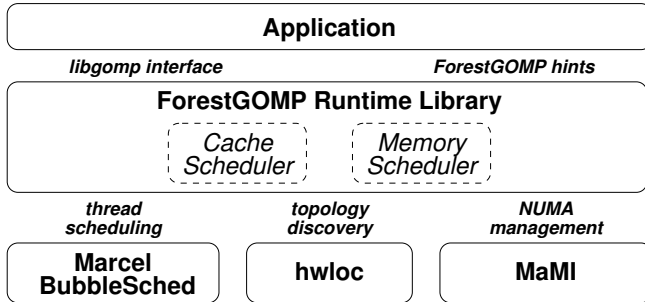 Application
libgomp interface ForestGOMP hints
ForestGOMP Runtime Library
Cache Memory
Scheduler Scheduler
thread topology NUMA
scheduling discovery management
Marcel
BubbleSched hwloc MaMI